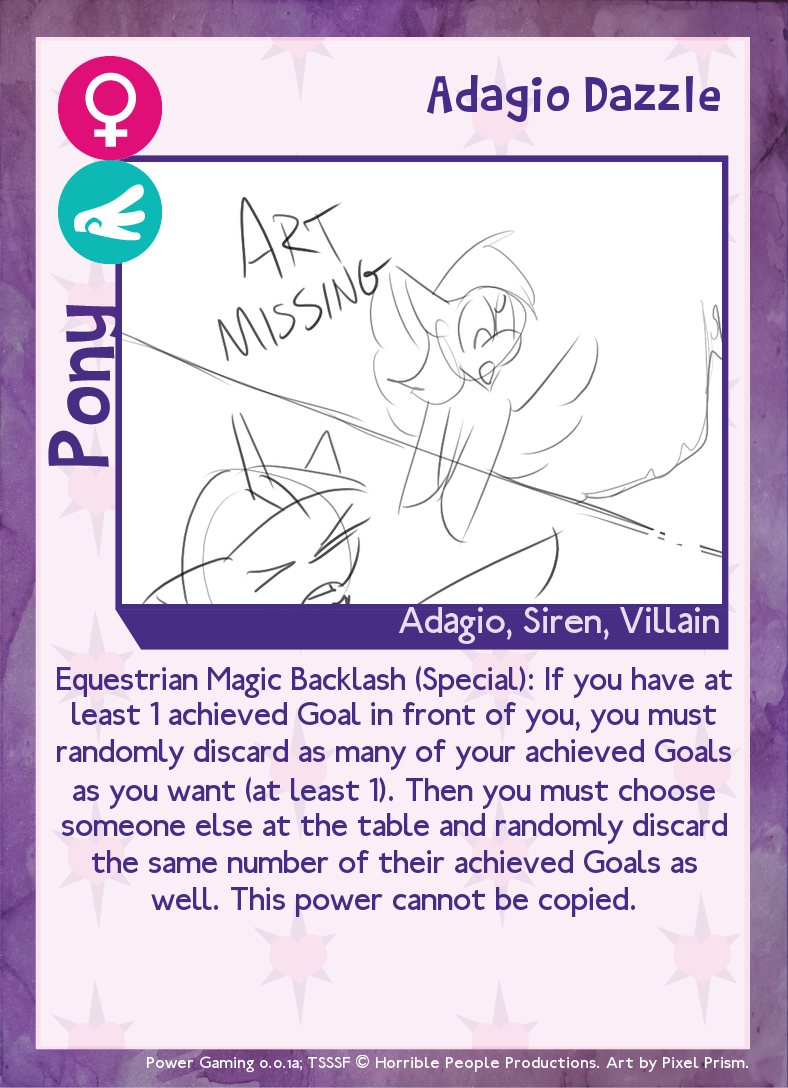 Adagio Dazzle
ART
MISSING
Pony
Adagio, Siren, Villain
Equestrian Magic Backlash (Special): If you have at
least 1 achieved Goal in front of you, you must
randomly discard as many of your achieved Goals
as you want (at least 1). Then you must choose
someone else at the table and randomly discard
the same number of their achieved Goals as
well. This power cannot be copied.
Power Gaming 0.0.1a; TSSSF © Horrible People Productions. Art by Pixel Prism.